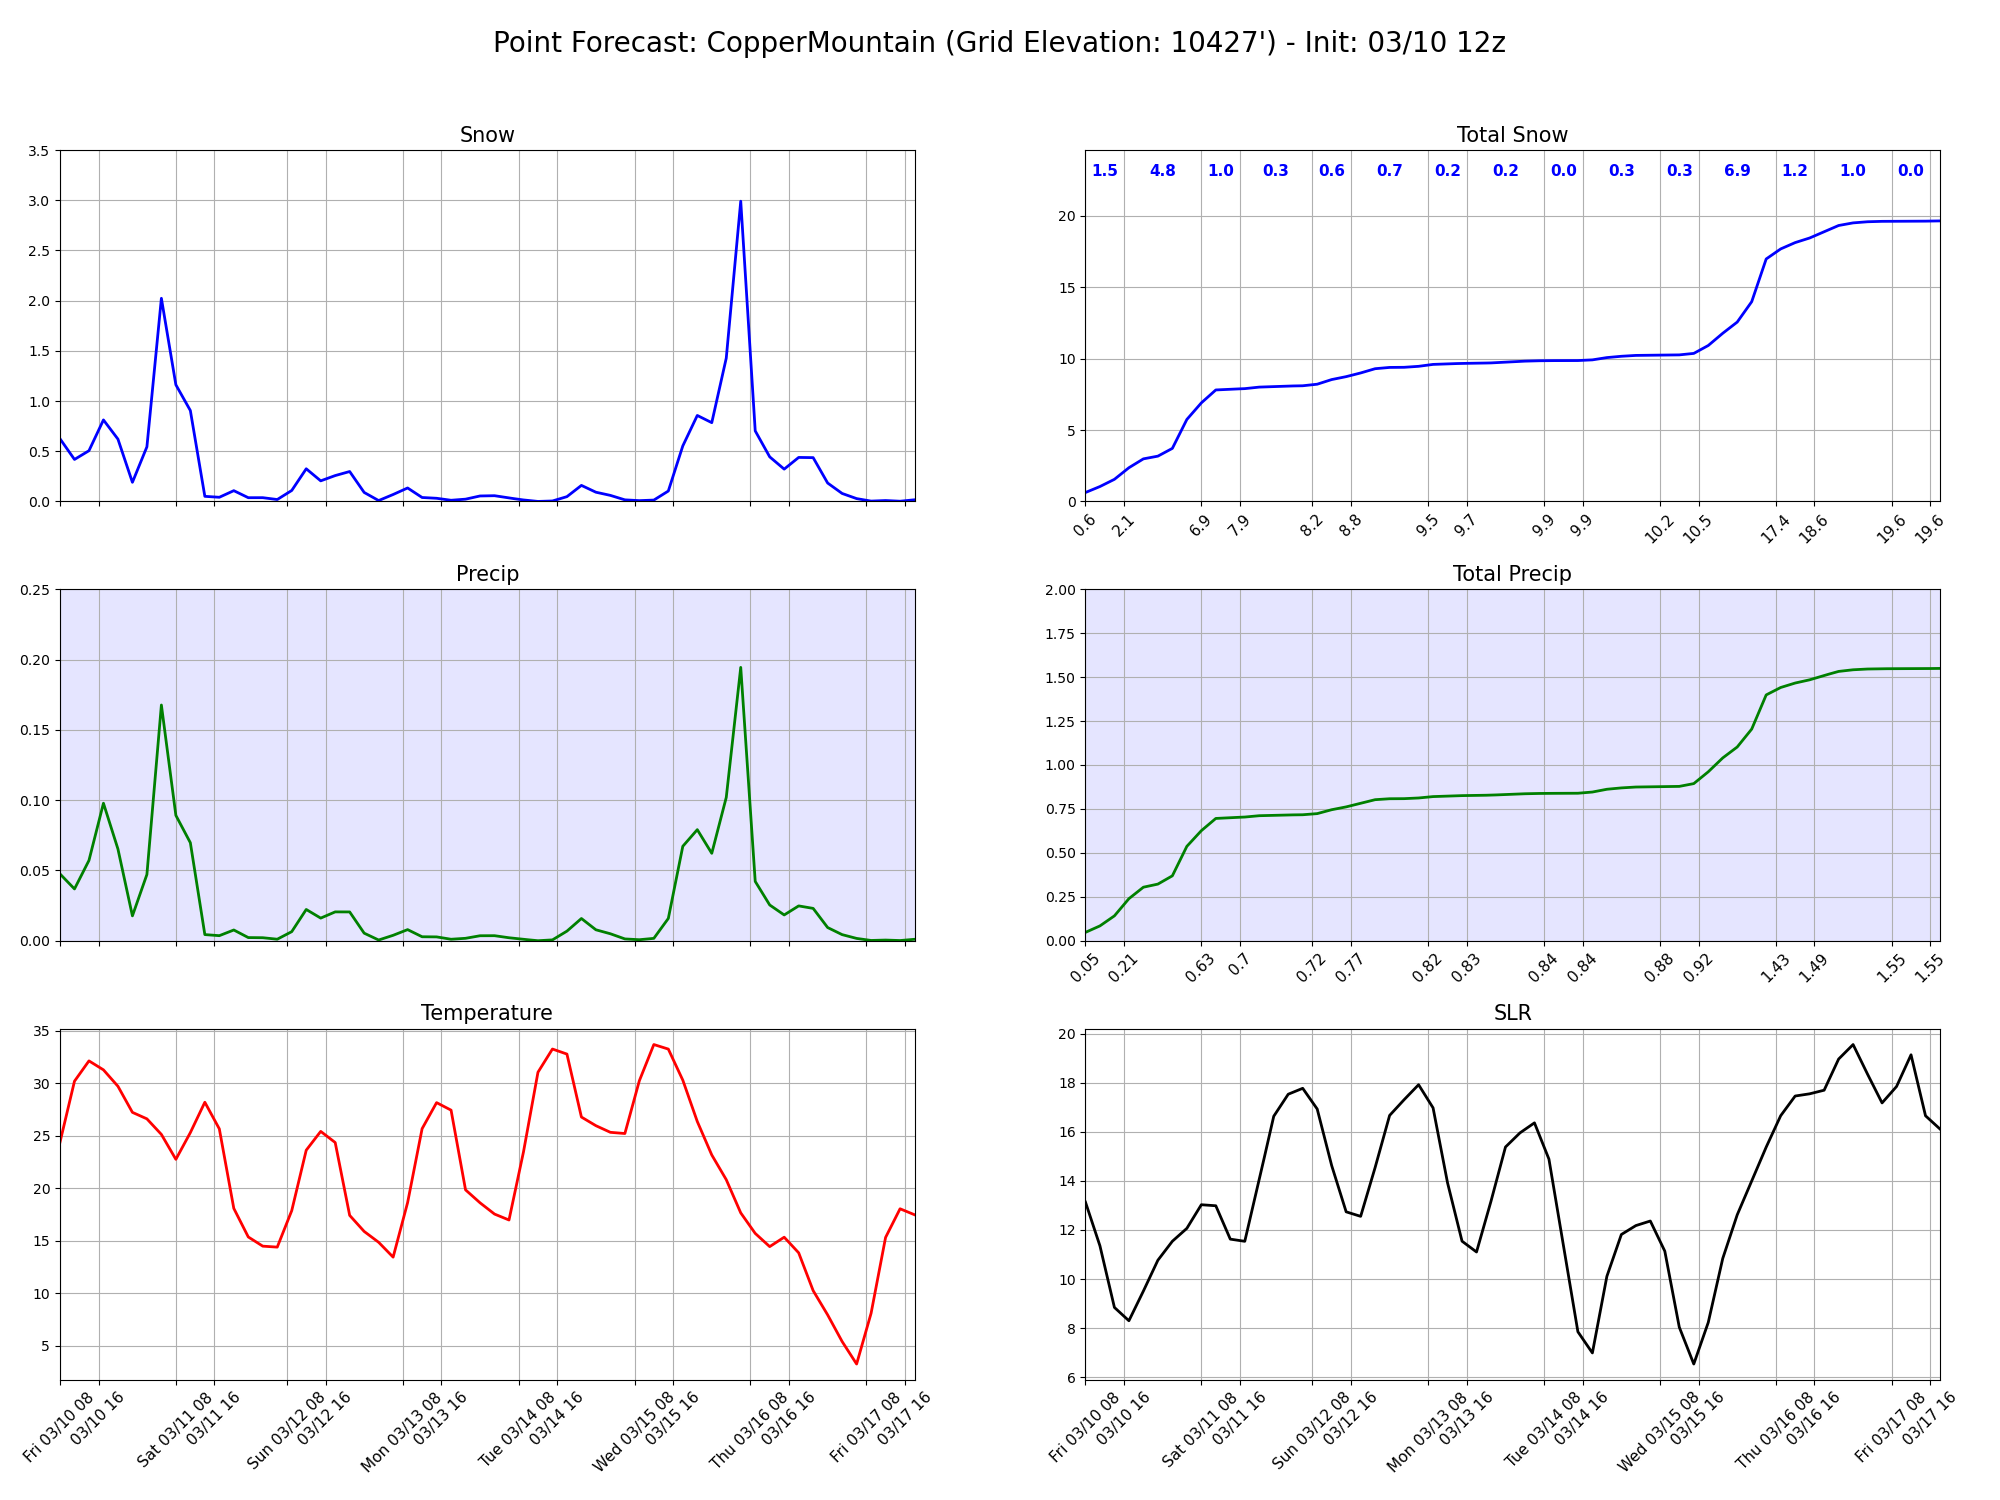 Point Forecast: CopperMountain (Grid Elevation: 10427') - Init: 03/10 12z
Snow
3.5
3.0
2.5
2.0
1.5
1.0
0.5
0.0
Total Snow
1.5 4.8 1.0 0.3 0.6 0.7 0.2 0.2 0.0 0.3 0.3 6.9 1.2 1.0 0.0
20
15
10
5
0
0.6 2.1 6.9 7.9 8.2 8.8 9.5 9.7 9.9 9.9 10.2 10.5 17.4 18.6 19.6 19.6
Precip
0.25
0.20
0.15
0.10
0.05
0.00
Total Precip
2.00
1.75
1.50
1.25
1.00
0.75
0.50
0.25
0.00
0.05 0.21 0.63 0.7 0.72 0.77 0.82 0.83 0.84 0.84 0.88 0.92 1.43 1.49 1.55 1.55
Temperature
35
30
25
20
15
10
5
Fri 03/10 08
03/10 16
Sat 03/11 08
03/11 16
Sun 03/12 08
03/12 16
Mon 03/13 08
03/13 16
Tue 03/14 08
03/14 16
Wed 03/15 08
03/15 16
Thu 03/16 08
03/16 16
Fri 03/17 08
03/17 16
SLR
20
18
16
14
12
10
8
6
Fri 03/10 08
03/10 16
Sat 03/11 08
03/11 16
Sun 03/12 08
03/12 16
Mon 03/13 08
03/13 16
Tue 03/14 08
03/14 16
Wed 03/15 08
03/15 16
Thu 03/16 08
03/16 16
Fri 03/17 08
03/17 16